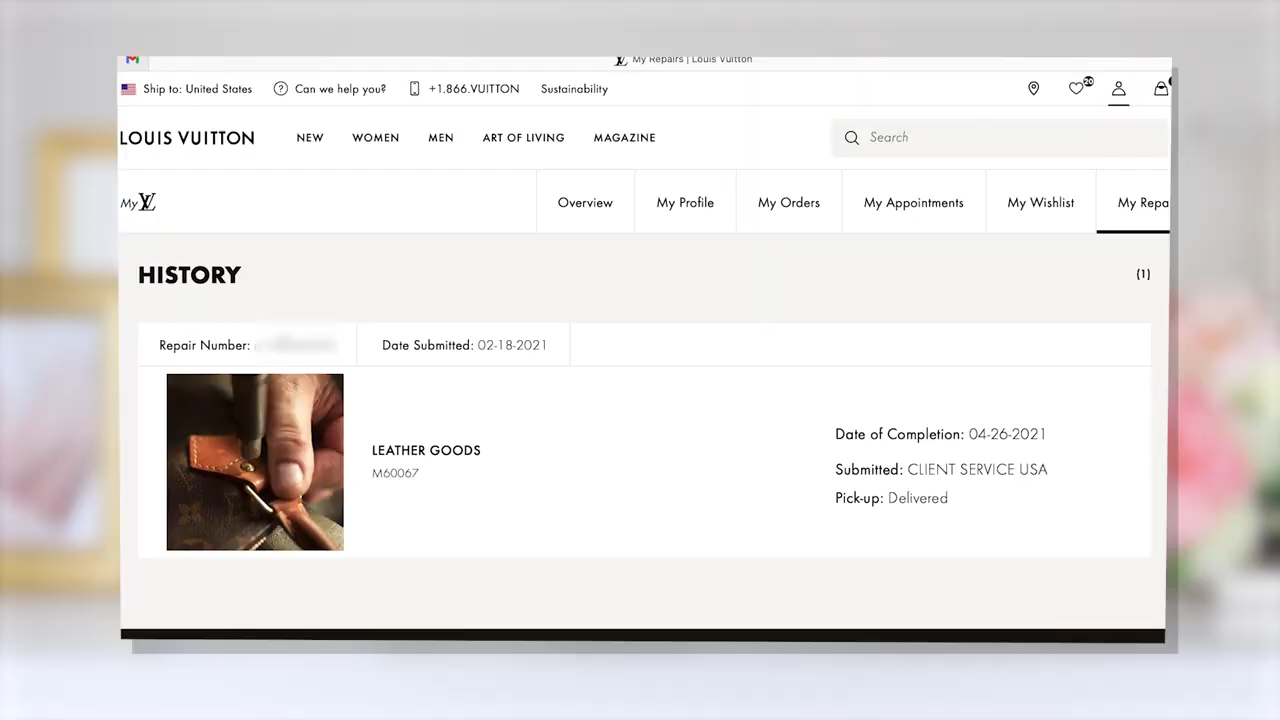 My Repairs | Louis Vuitton
Ship to: United States
Can we help you?
+1.866.VUITTON
Sustainability
20
LOUIS VUITTON
NEW
WOMEN
MEN
ART OF LIVING
MAGAZINE
Search
My LV
Overview
My Profile
My Orders
My Appointments
My Wishlist
My Repa
HISTORY
(1)
Repair Number:
Date Submitted: 02-18-2021
LEATHER GOODS
M60067
Date of Completion: 04-26-2021
Submitted: CLIENT SERVICE USA
Pick-up: Delivered